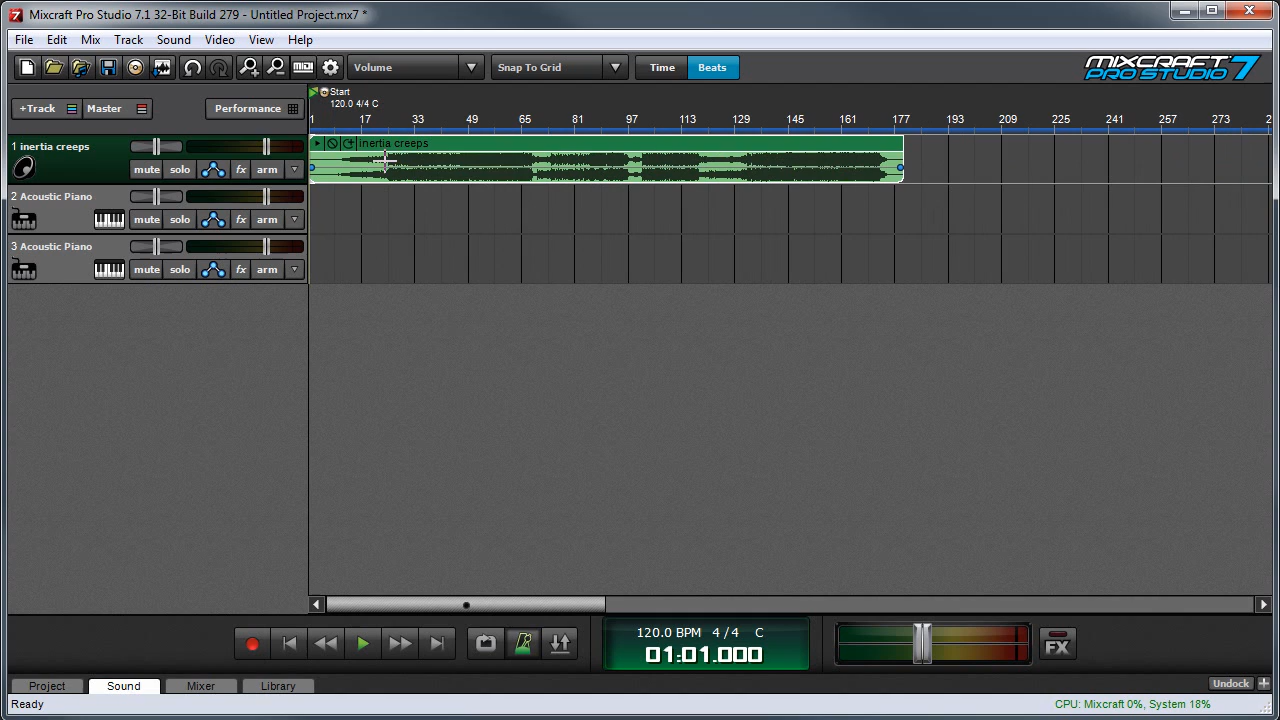 Mixcraft Pro Studio 7.1 32-Bit Build 279 - Untitled Project.mx7 *
File Edit Mix Track Sound Video View Help
Volume Snap To Grid Time Beats
MIXCRAFT
PRO STUDIO 7
+Track Master Performance
Start
120.0 4/4 C
1 17 33 49 65 81 97 113 129 145 161 177 193 209 225 241 257 273 2
1 inertia creeps
inertia creeps
mute solo fx arm
2 Acoustic Piano
mute solo fx arm
3 Acoustic Piano
mute solo fx arm
120.0 BPM 4 / 4 C
01:01.000
FX
Project Sound Mixer Library
Undock
Ready
CPU: Mixcraft 0%, System 18%